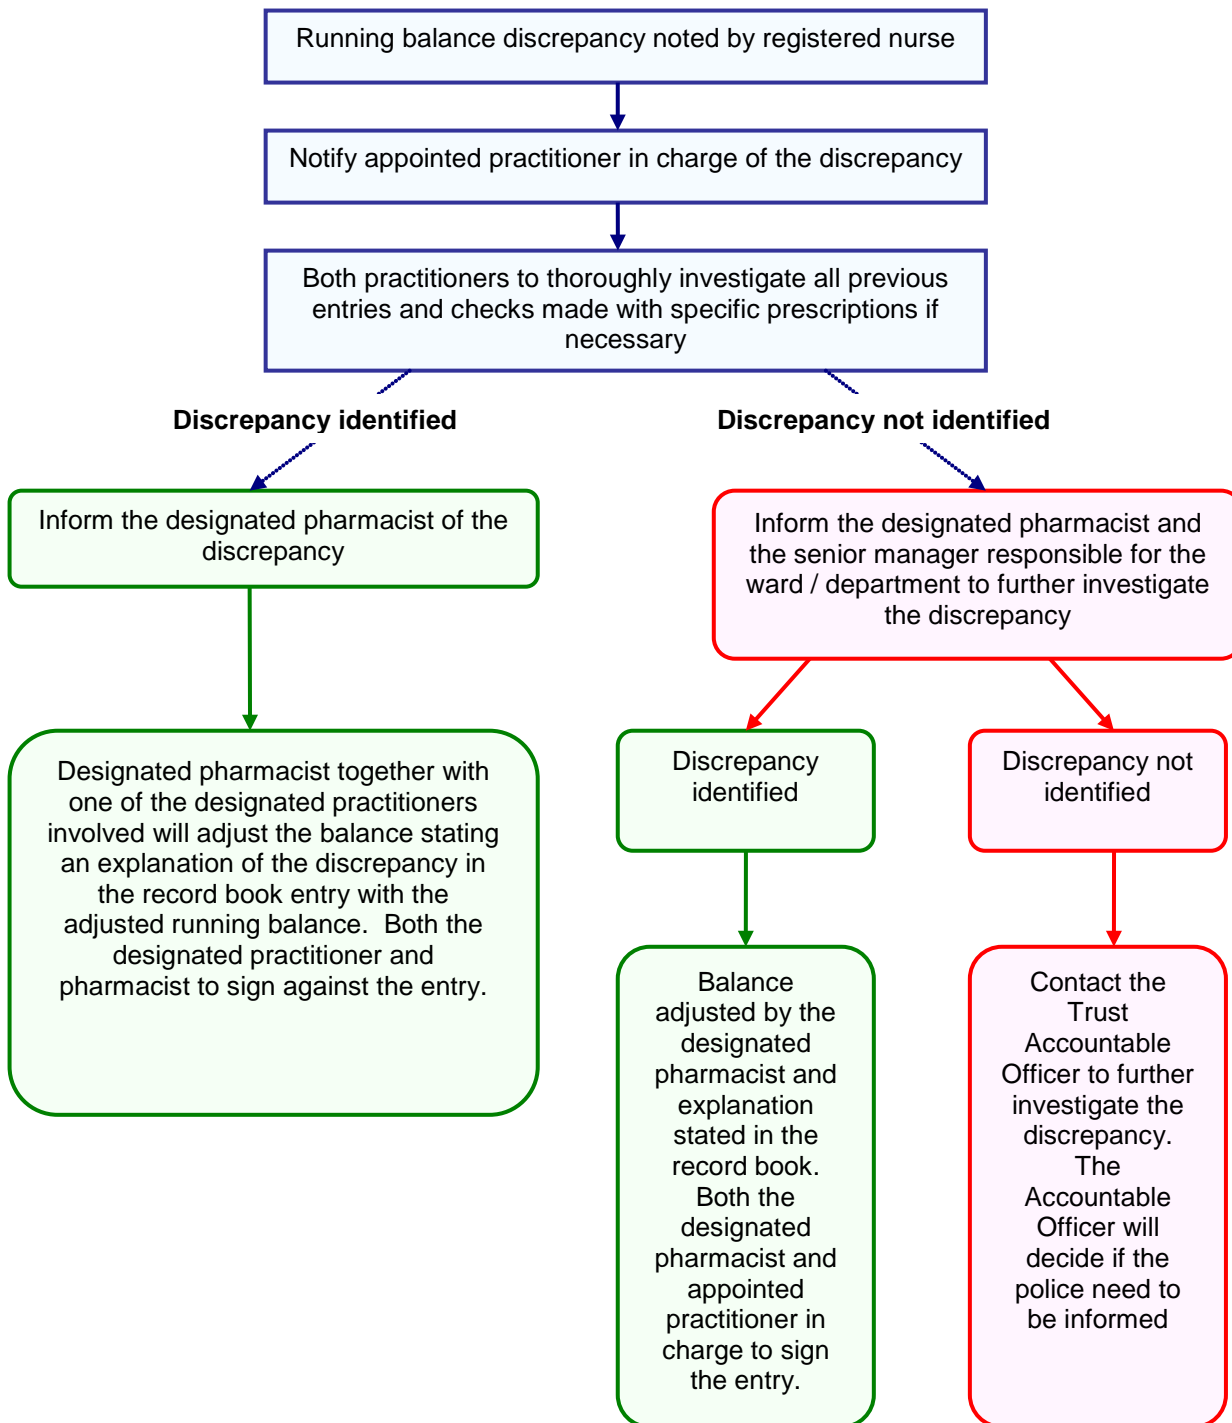 Running balance discrepancy noted by registered nurse
Notify appointed practitioner in charge of the discrepancy
Both practitioners to thoroughly investigate all previous
entries and checks made with specific prescriptions if
necessary
Discrepancy identified
Discrepancy not identified
Inform the designated pharmacist of the
discrepancy
Inform the designated pharmacist and
the senior manager responsible for the
ward / department to further investigate
the discrepancy
Designated pharmacist together with
one of the designated practitioners
involved will adjust the balance stating
an explanation of the discrepancy in
the record book entry with the
adjusted running balance.  Both the
designated practitioner and
pharmacist to sign against the entry.
Discrepancy
identified
Discrepancy not
identified
Balance
adjusted by the
designated
pharmacist and
explanation
stated in the
record book.
Both the
designated
pharmacist and
appointed
practitioner in
charge to sign
the entry.
Contact the
Trust
Accountable
Officer to further
investigate the
discrepancy.
The
Accountable
Officer will
decide if the
police need to
be informed